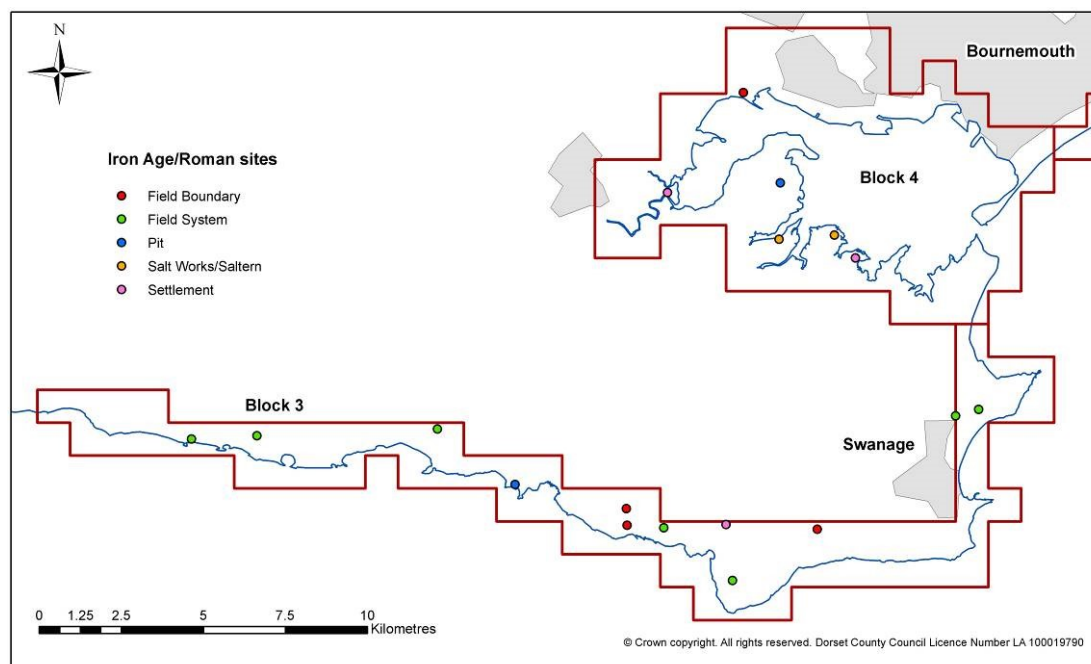 N
Bournemouth
Iron Age/Roman sites
Field Boundary
Field System
Pit
Salt Works/Saltern
Settlement
Block 4
Block 3
Swanage
0 1.25 2.5 5 7.5 10
Kilometres
© Crown copyright. All rights reserved. Dorset County Council Licence Number LA 100019790